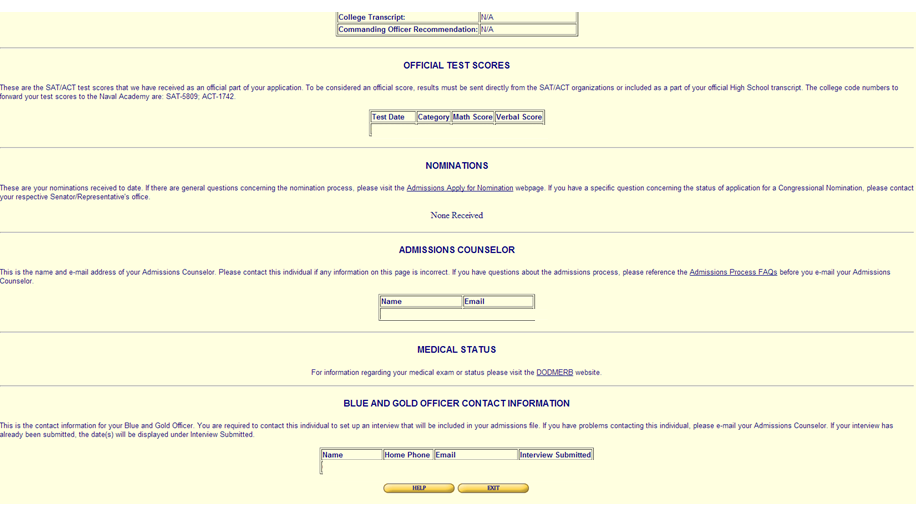 College Transcript: N/A
Commanding Officer Recommendation: N/A
OFFICIAL TEST SCORES
These are the SAT/ACT test scores that we have received as an official part of your application. To be considered an official score, results must be sent directly from the SAT/ACT organizations or included as a part of your official High School transcript. The college code numbers to
forward your test scores to the Naval Academy are: SAT-5809; ACT-1742.
Test Date Category Math Score Verbal Score
NOMINATIONS
These are your nominations received to date. If there are general questions concerning the nomination process, please visit the Admissions Apply for Nomination webpage. If you have a specific question concerning the status of application for a Congressional Nomination, please contact
your respective Senator/Representative's office.
None Received
ADMISSIONS COUNSELOR
This is the name and e-mail address of your Admissions Counselor. Please contact this individual if any information on this page is incorrect. If you have questions about the admissions process, please reference the Admissions Process FAQs before you e-mail your Admissions
Counselor.
Name Email
MEDICAL STATUS
For information regarding your medical exam or status please visit the DODMERB website.
BLUE AND GOLD OFFICER CONTACT INFORMATION
This is the contact information for your Blue and Gold Officer. You are required to contact this individual to set up an interview that will be included in your admissions file. If you have problems contacting this individual, please e-mail your Admissions Counselor. If your interview has
already been submitted, the date(s) will be displayed under Interview Submitted.
Name Home Phone Email Interview Submitted
HELP EXIT